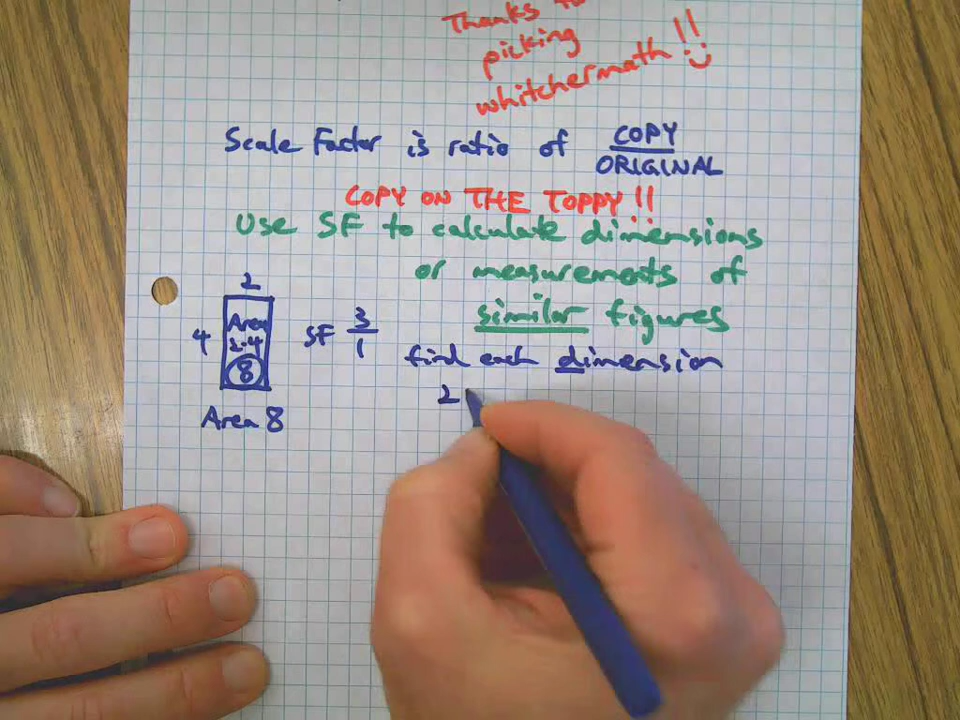 Thanks to
picking
whitchermath!!
Scale Factor is ratio of COPY
ORIGINAL
COPY ON THE TOPPY!!
Use SF to calculate dimensions
or measurements of
similar figures
2
4
Area
2·4
8
Area 8
SF 3
1
find each dimension
2